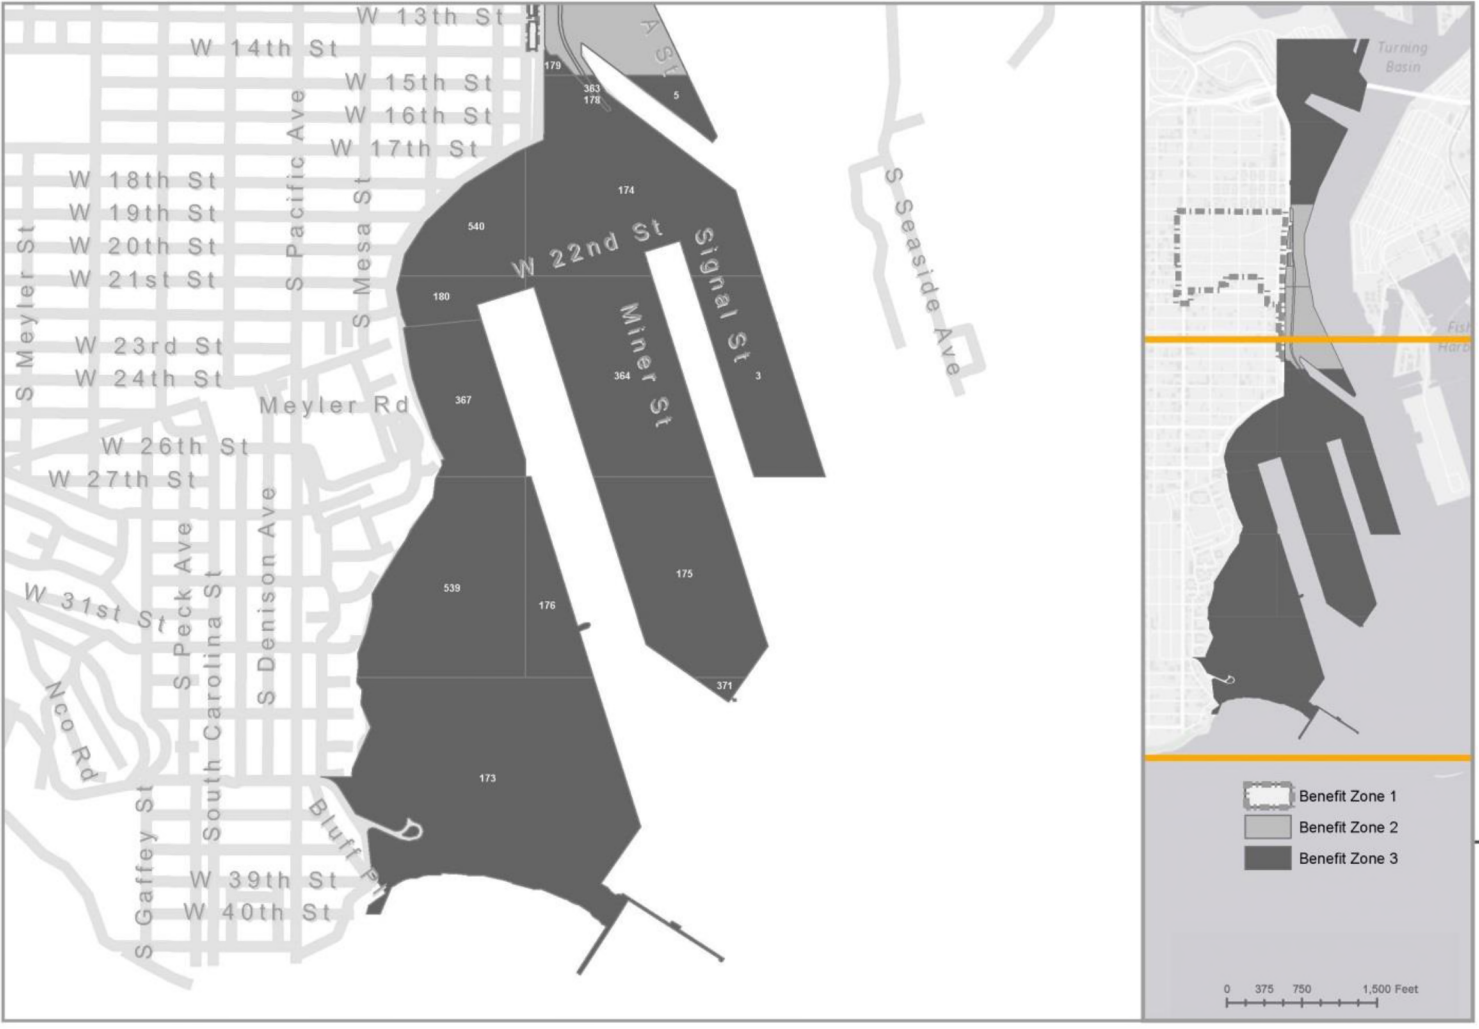 W 13th St
W 14th St
A St
W 15th St
W 16th St
W 17th St
W 18th St
W 19th St
W 20th St
W 21st St
W 23rd St
W 24th St
W 26th St
W 27th St
W 31st St
W 39th St
W 40th St
S Meyler St
S Pacific Ave
S Mesa St
Meyler Rd
S Peck Ave
South Carolina St
S Denison Ave
S Gaffey St
Nco Rd
W 22nd St
Miner St
Signal St
S Seaside Ave
179
363
178
5
174
540
180
367
364
3
539
176
175
371
173
Turning
Basin
Benefit Zone 1
Benefit Zone 2
Benefit Zone 3
0 375 750 1,500 Feet